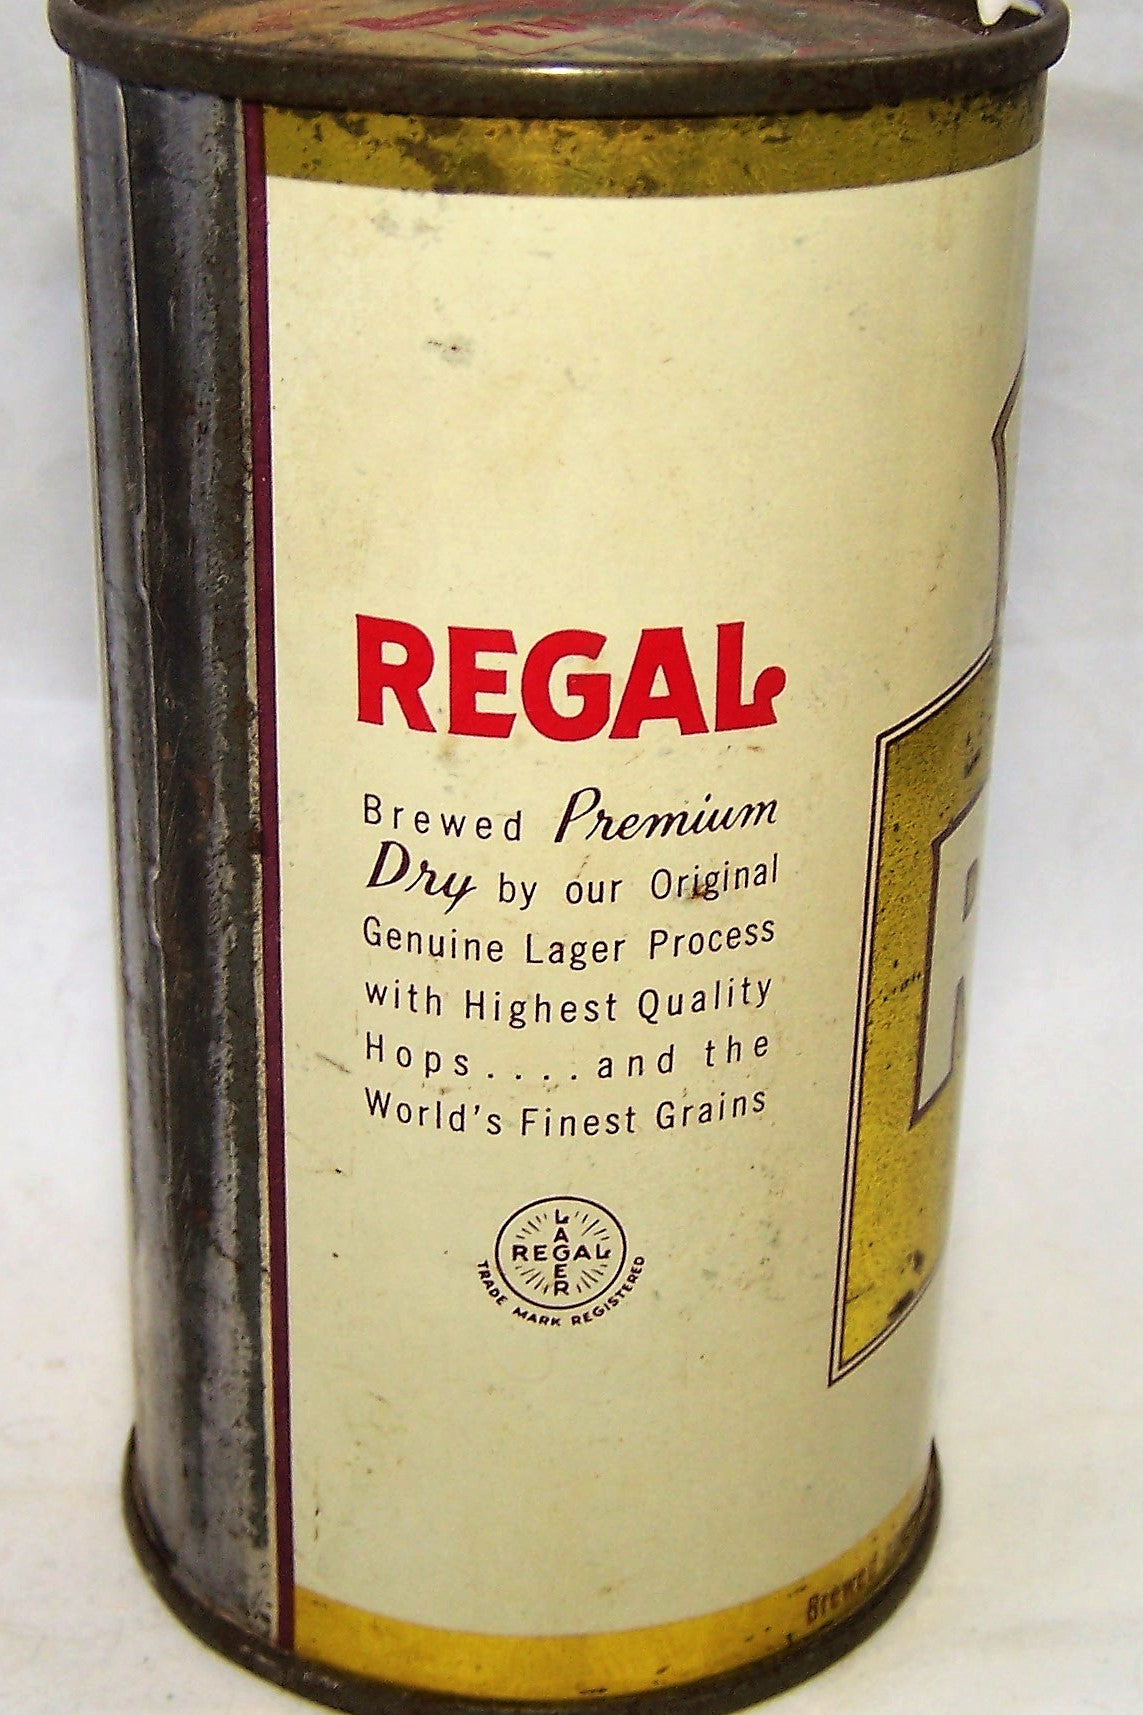 REGAL
Brewed Premium
Dry by our Original
Genuine Lager Process
with Highest Quality
Hops....and the
World's Finest Grains
LAGER
REGAL
TRADE MARK REGISTERED
R
Brewed